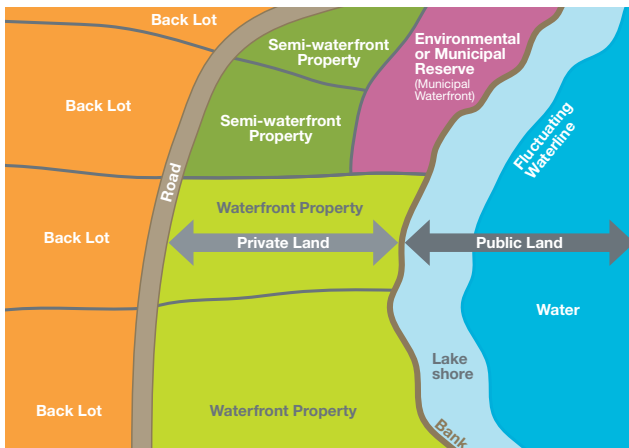 Back Lot
Semi-waterfront
Property
Environmental
or Municipal
Reserve
(Municipal
Waterfront)
Back Lot
Semi-waterfront
Property
Fluctuating
Waterline
Road
Waterfront Property
Back Lot
Private Land
Public Land
Water
Lake
shore
Back Lot
Waterfront Property
Bank